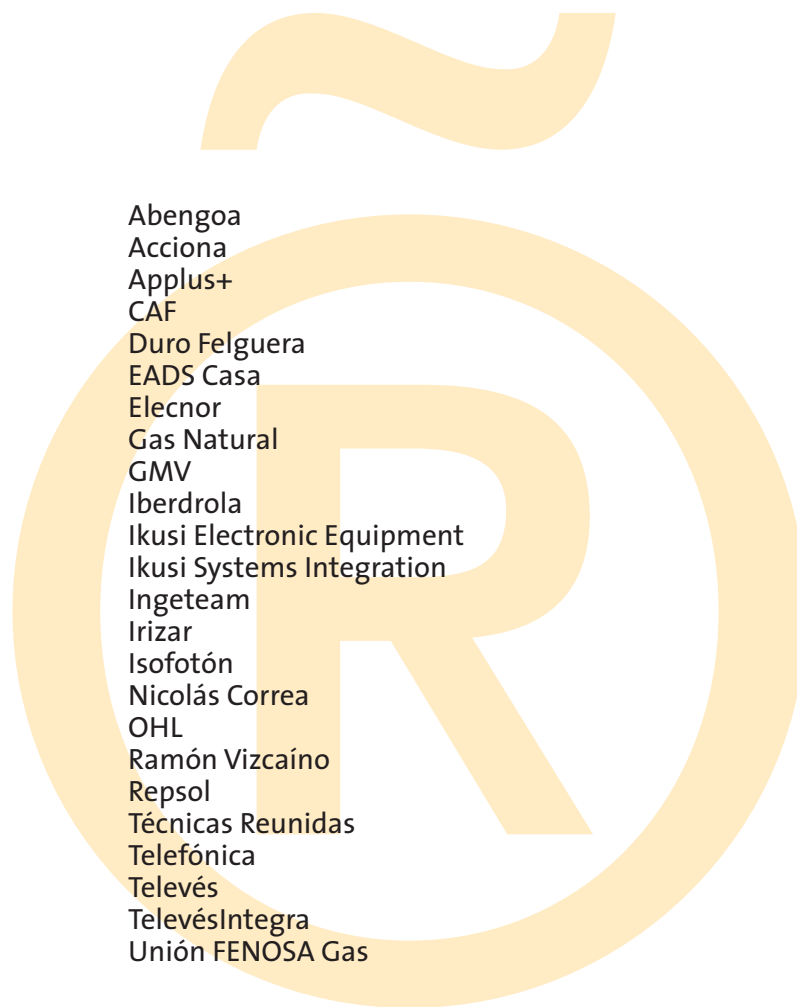 Abengoa
Acciona
Applus+
CAF
Duro Felguera
EADS Casa
Elecnor
Gas Natural
GMV
Iberdrola
Ikusi Electronic Equipment
Ikusi Systems Integration
Ingeteam
Irizar
Isofotón
Nicolás Correa
OHL
Ramón Vizcaíno
Repsol
Técnicas Reunidas
Telefónica
Televés
TelevésIntegra
Unión FENOSA Gas